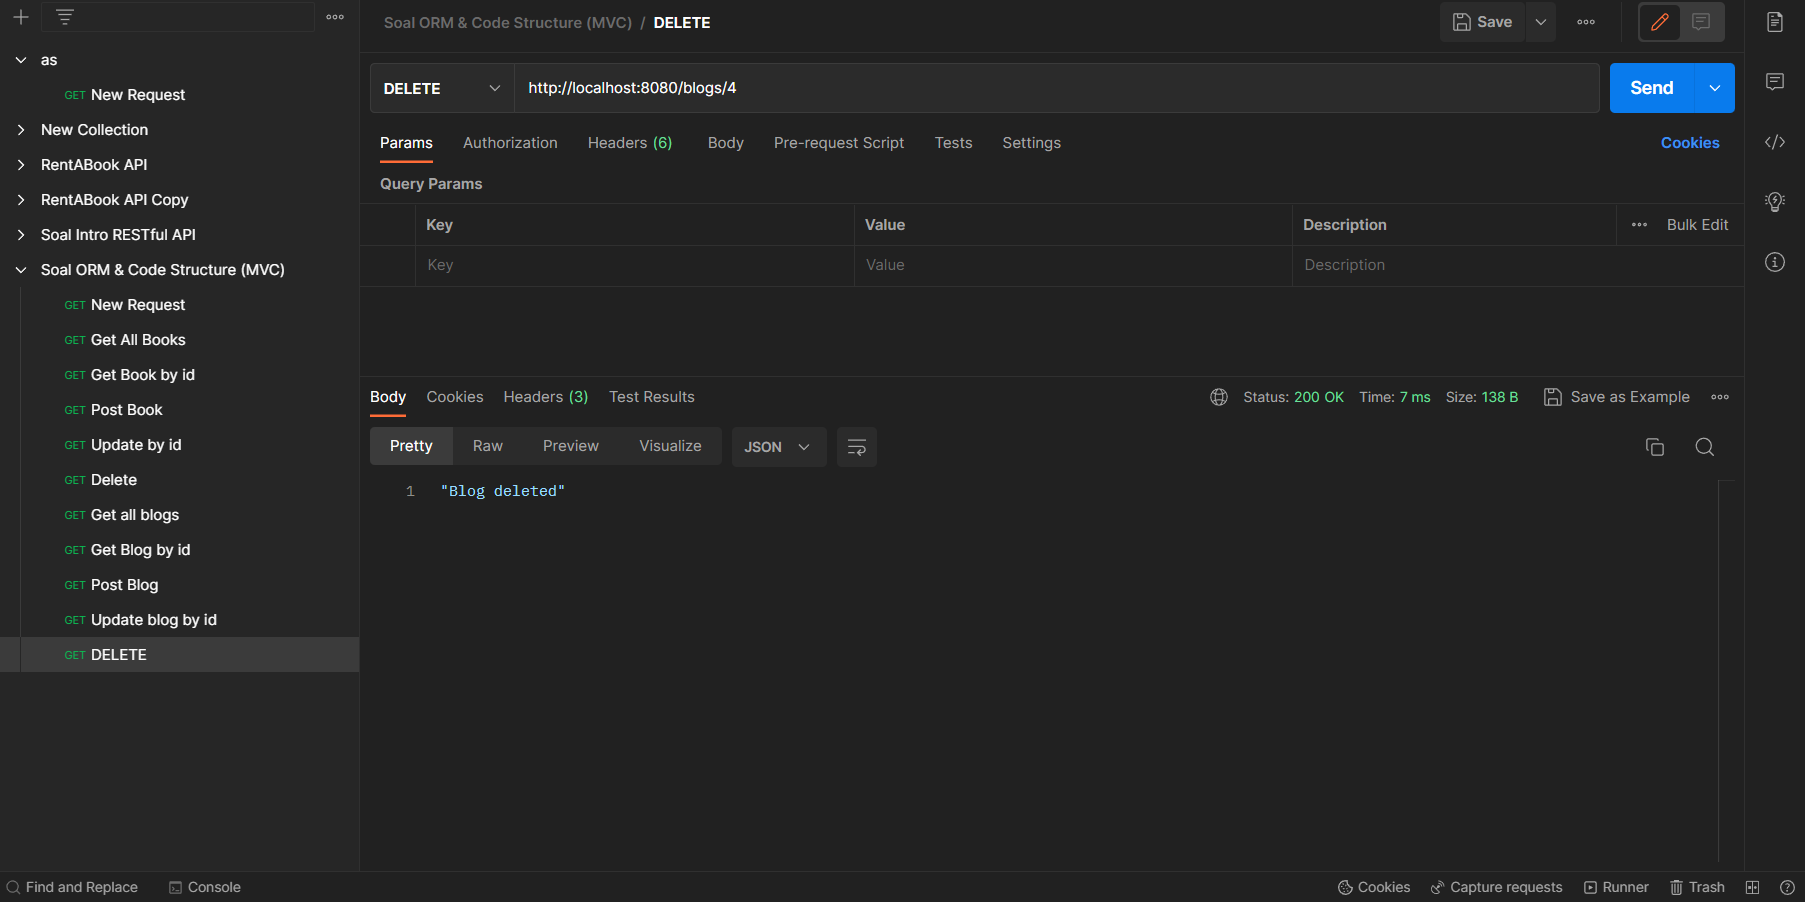 as
GET New Request
New Collection
RentABook API
RentABook API Copy
Soal Intro RESTful API
Soal ORM & Code Structure (MVC)
GET New Request
GET Get All Books
GET Get Book by id
GET Post Book
GET Update by id
GET Delete
GET Get all blogs
GET Get Blog by id
GET Post Blog
GET Update blog by id
GET DELETE
Soal ORM & Code Structure (MVC) / DELETE
Save
DELETE http://localhost:8080/blogs/4 Send
Params Authorization Headers (6) Body Pre-request Script Tests Settings Cookies
Query Params
Key Value Description Bulk Edit
Key Value Description
Body Cookies Headers (3) Test Results Status: 200 OK Time: 7 ms Size: 138 B Save as Example
Pretty Raw Preview Visualize JSON
1 "Blog deleted"
Find and Replace Console Cookies Capture requests Runner Trash